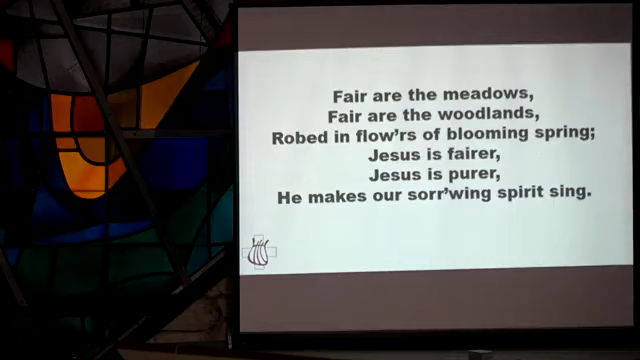 Fair are the meadows,
Fair are the woodlands,
Robed in flow'rs of blooming spring;
Jesus is fairer,
Jesus is purer,
He makes our sorr'wing spirit sing.